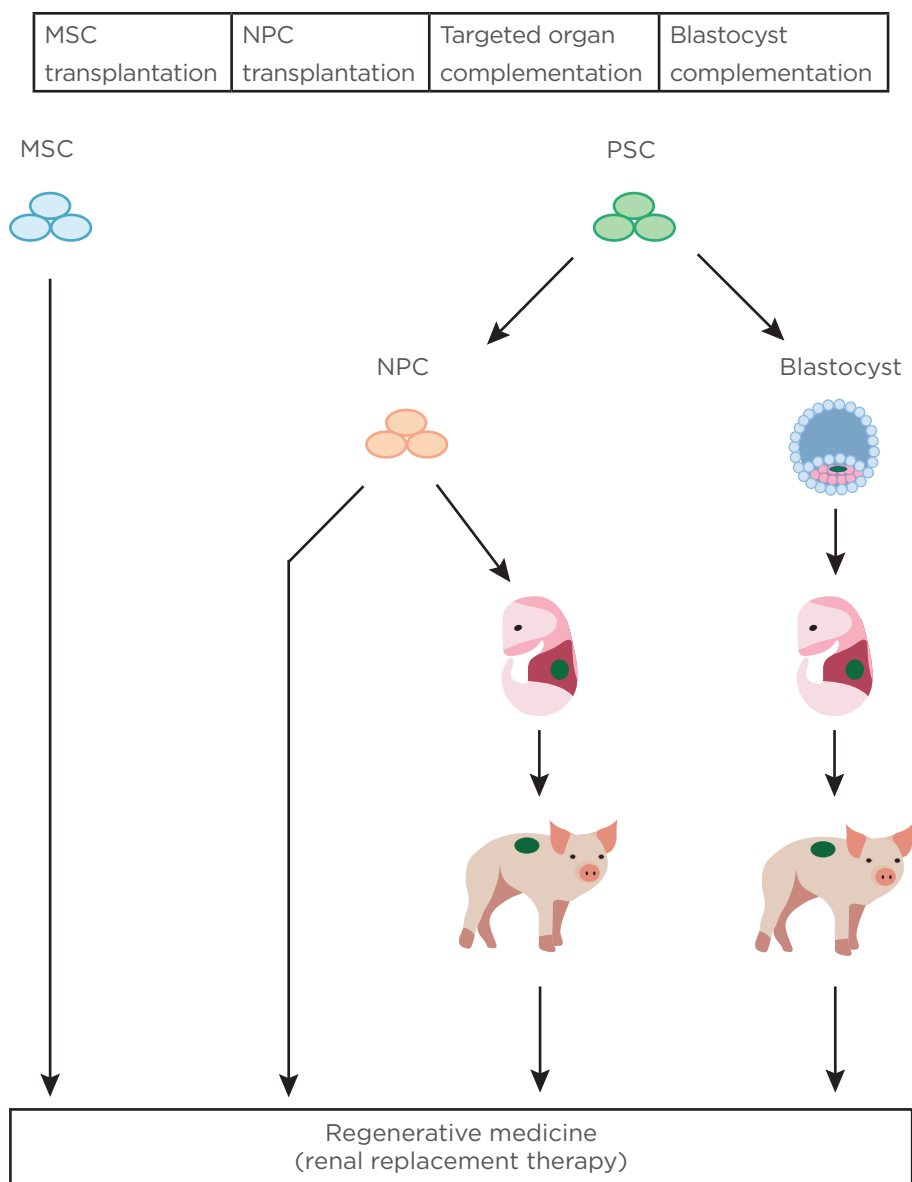 MSC
transplantation
NPC
transplantation
Targeted organ
complementation
Blastocyst
complementation
MSC
PSC
NPC
Blastocyst
Regenerative medicine
(renal replacement therapy)